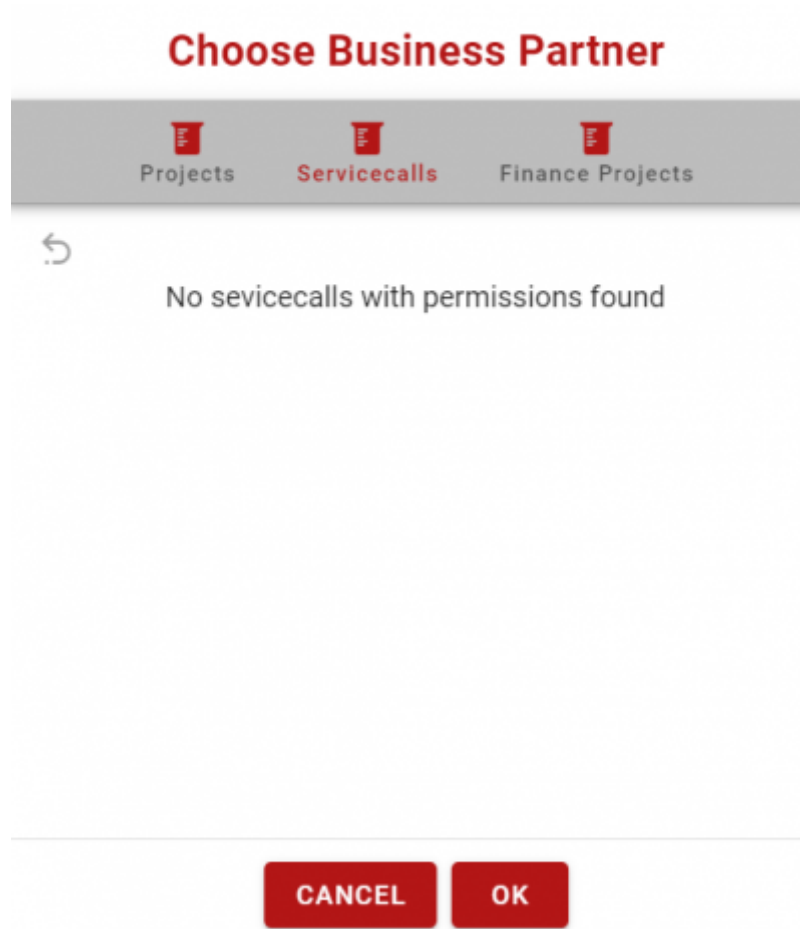 Choose Business Partner
Projects Servicecalls Finance Projects
No sevicecalls with permissions found
CANCEL OK